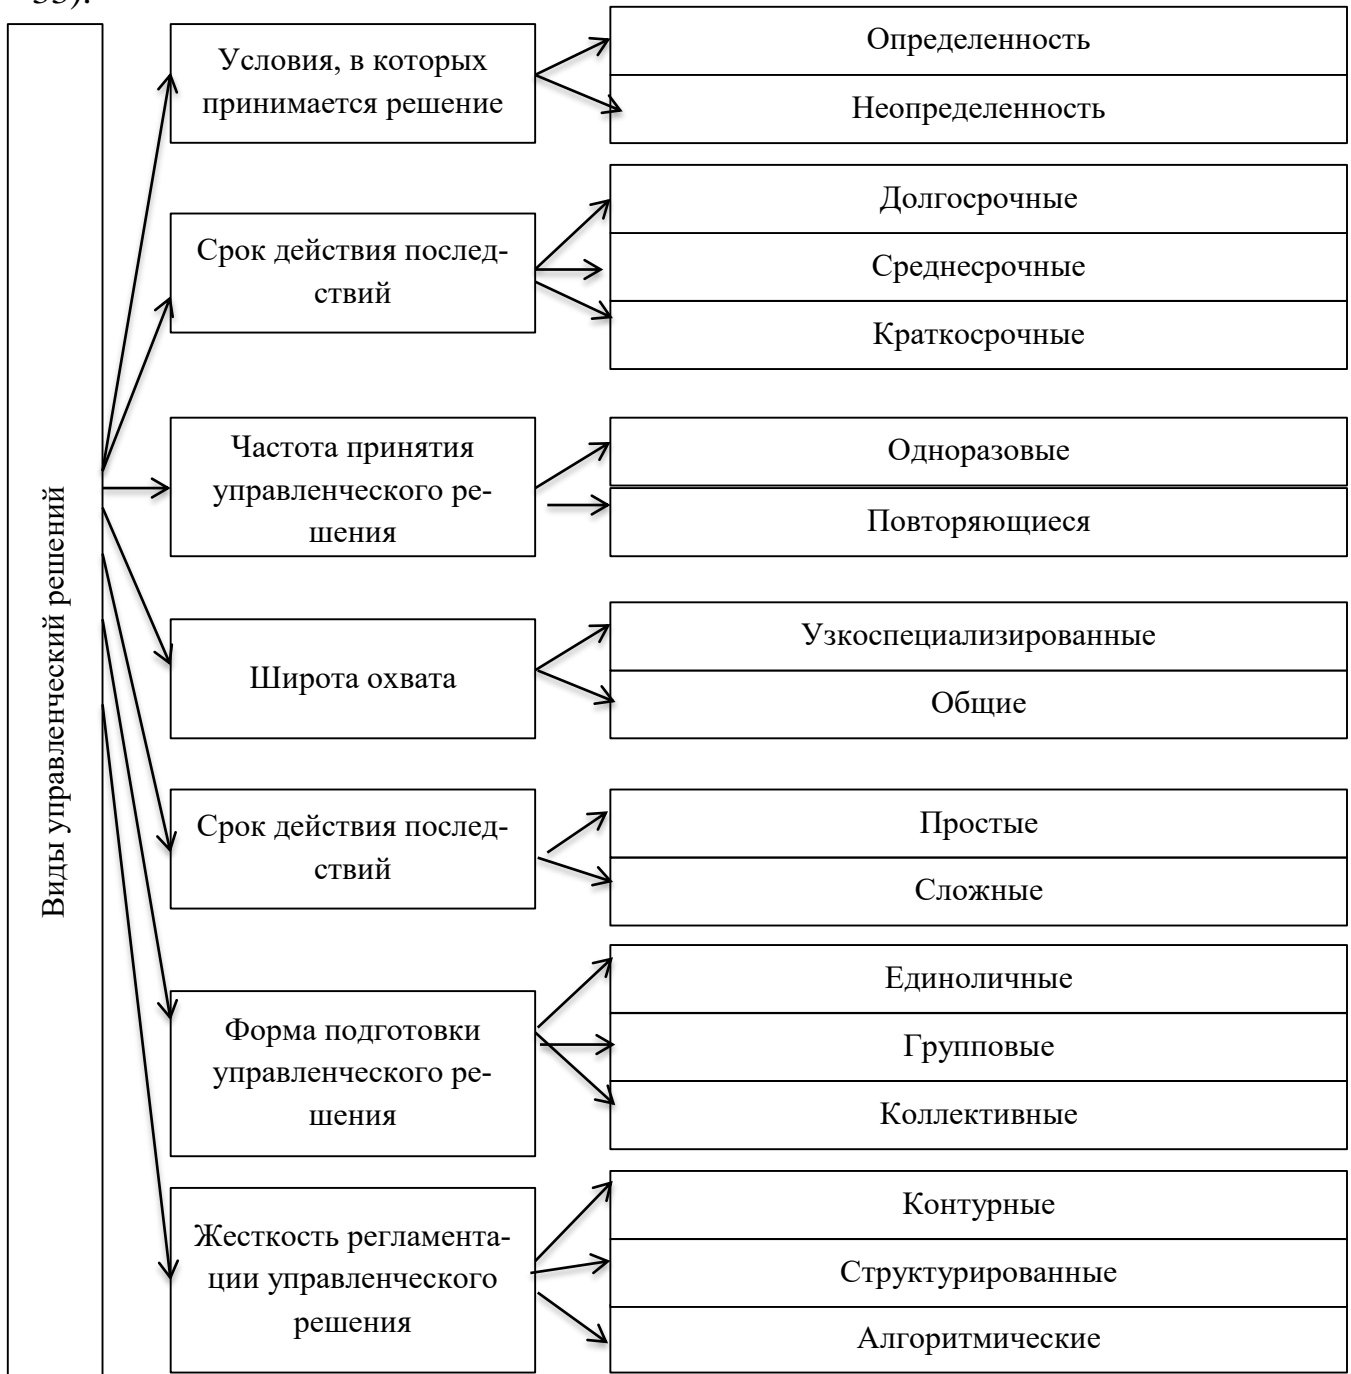 Виды управленческий решений
Условия, в которых
принимается решение
Определенность
Неопределенность
Срок действия послед-
ствий
Долгосрочные
Среднесрочные
Краткосрочные
Частота принятия
управленческого ре-
шения
Одноразовые
Повторяющиеся
Широта охвата
Узкоспециализированные
Общие
Срок действия послед-
ствий
Простые
Сложные
Форма подготовки
управленческого ре-
шения
Единоличные
Групповые
Коллективные
Жесткость регламента-
ции управленческого
решения
Контурные
Структурированные
Алгоритмические